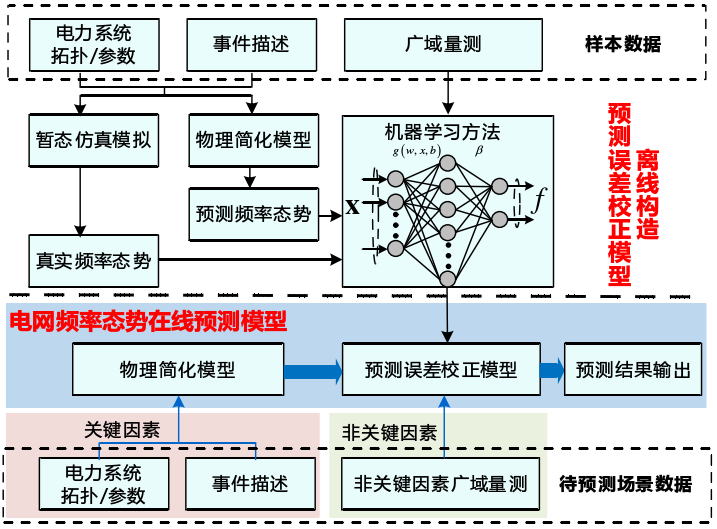 电力系统
拓扑/参数
事件描述
广域量测
样本数据
暂态仿真模拟
物理简化模型
机器学习方法
g(w, x, b)
β
预测频率态势
x
f
真实频率态势
离线构造
预测误差校正模型
电网频率态势在线预测模型
物理简化模型
预测误差校正模型
预测结果输出
关键因素
非关键因素
电力系统
拓扑/参数
事件描述
非关键因素广域量测
待预测场景数据